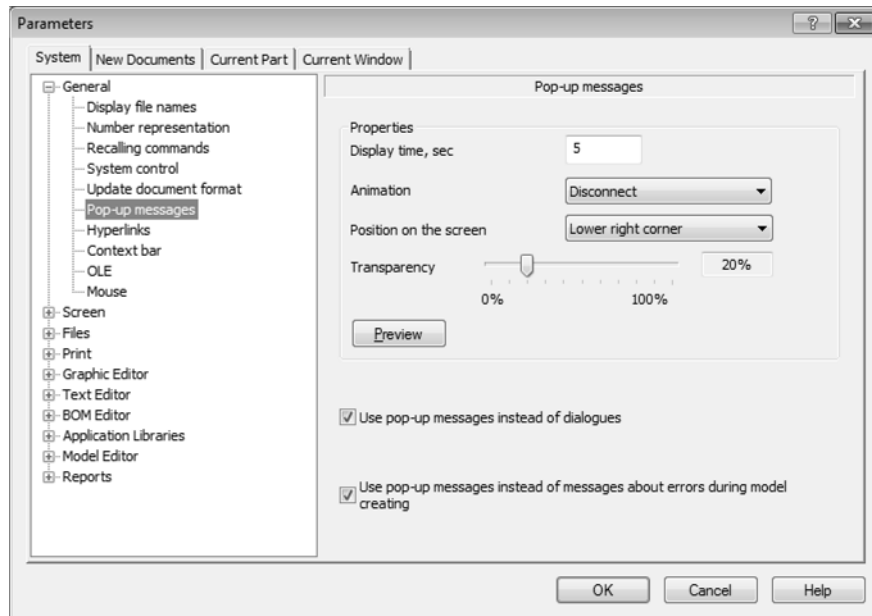 Parameters
System
New Documents
Current Part
Current Window
General
Display file names
Number representation
Recalling commands
System control
Update document format
Pop-up messages
Hyperlinks
Context bar
OLE
Mouse
Screen
Files
Print
Graphic Editor
Text Editor
BOM Editor
Application Libraries
Model Editor
Reports
Pop-up messages
Properties
Display time, sec
5
Animation
Disconnect
Position on the screen
Lower right corner
Transparency
20%
0%
100%
Preview
Use pop-up messages instead of dialogues
Use pop-up messages instead of messages about errors during model
creating
OK
Cancel
Help